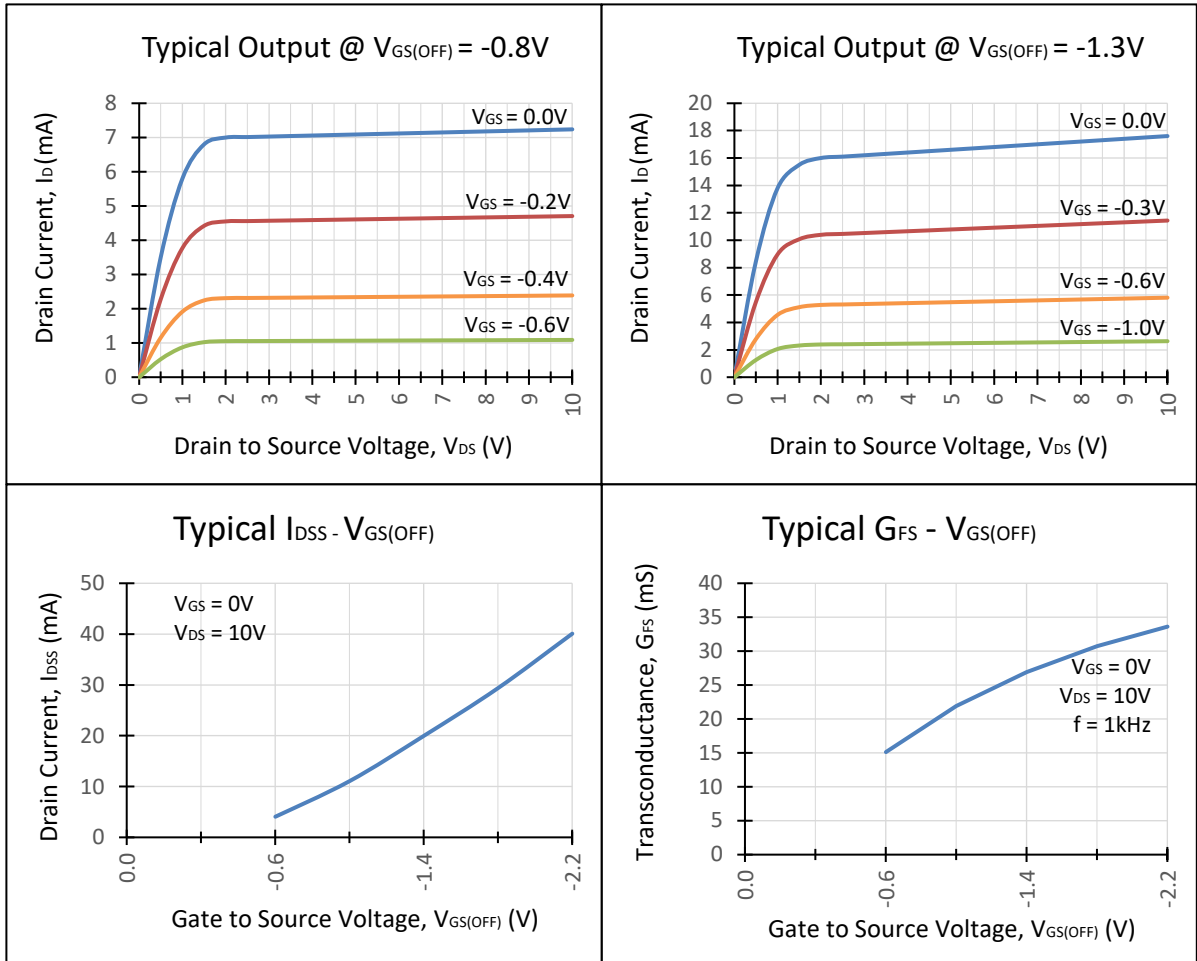 Typical Output @ VGS(OFF) = -0.8V
Drain Current, ID (mA)
8
7
6
5
4
3
2
1
0
VGS = 0.0V
VGS = -0.2V
VGS = -0.4V
VGS = -0.6V
0 1 2 3 4 5 6 7 8 9 10
Drain to Source Voltage, VDS (V)
Typical Output @ VGS(OFF) = -1.3V
Drain Current, ID (mA)
20
18
16
14
12
10
8
6
4
2
0
VGS = 0.0V
VGS = -0.3V
VGS = -0.6V
VGS = -1.0V
0 1 2 3 4 5 6 7 8 9 10
Drain to Source Voltage, VDS (V)
Typical IDSS - VGS(OFF)
Drain Current, IDSS (mA)
50
40
30
20
10
0
VGS = 0V
VDS = 10V
0.0 -0.6 -1.4 -2.2
Gate to Source Voltage, VGS(OFF) (V)
Typical GFS - VGS(OFF)
Transconductance, GFS (mS)
40
35
30
25
20
15
10
5
0
VGS = 0V
VDS = 10V
f = 1kHz
0.0 -0.6 -1.4 -2.2
Gate to Source Voltage, VGS(OFF) (V)